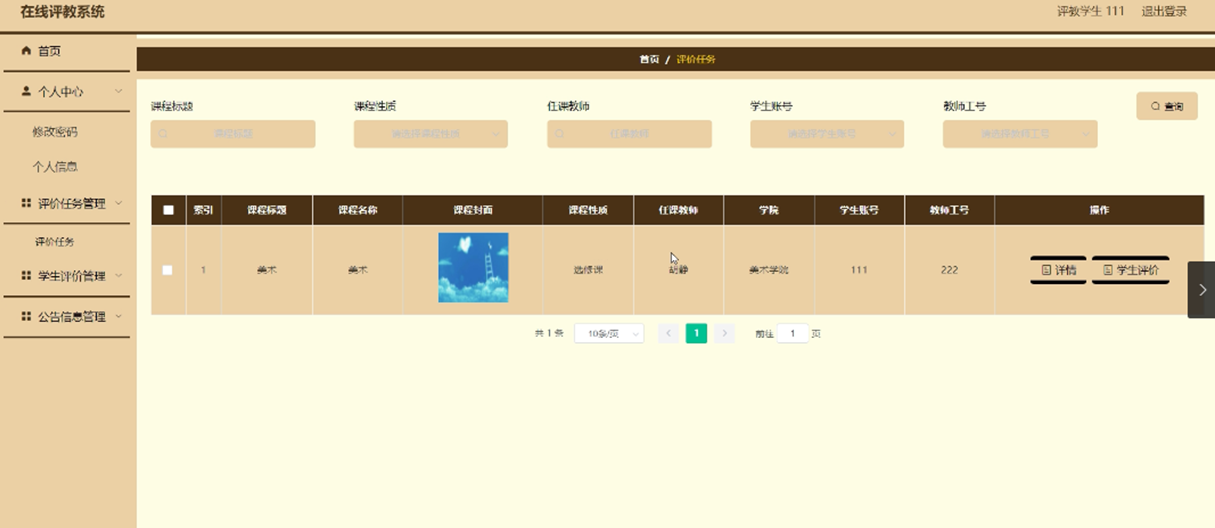 在线评教系统
评教学生 111 退出登录
首页
首页 / 评价任务
个人中心
修改密码
个人信息
评价任务管理
评价任务
学生评价管理
公告信息管理
课程标题 课程性质 任课教师 学生账号 教师工号
课程标题 请选择课程性质 任课教师 请选择学生账号 请选择教师工号 查询
索引 课程标题 课程名称 课程封面 课程性质 任课教师 学院 学生账号 教师工号 操作
1 美术 美术 选修课 胡静 美术学院 111 222 详情 学生评价
共 1 条 10条/页 1 前往 1 页